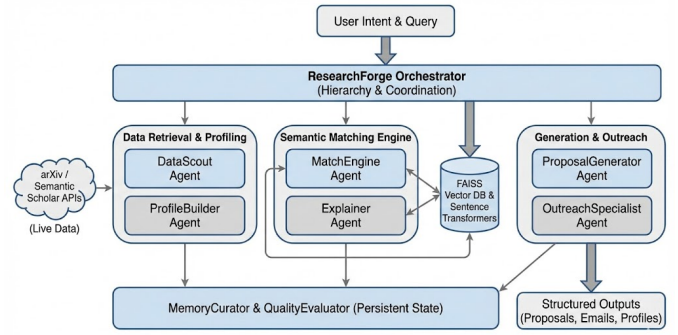 User Intent & Query
ResearchForge Orchestrator
(Hierarchy & Coordination)
Data Retrieval & Profiling
DataScout
Agent
ProfileBuilder
Agent
arXiv /
Semantic
Scholar APIs
(Live Data)
Semantic Matching Engine
MatchEngine
Agent
Explainer
Agent
FAISS
Vector DB &
Sentence
Transformers
Generation & Outreach
ProposalGenerator
Agent
OutreachSpecialist
Agent
MemoryCurator & QualityEvaluator (Persistent State)
Structured Outputs
(Proposals, Emails, Profiles)